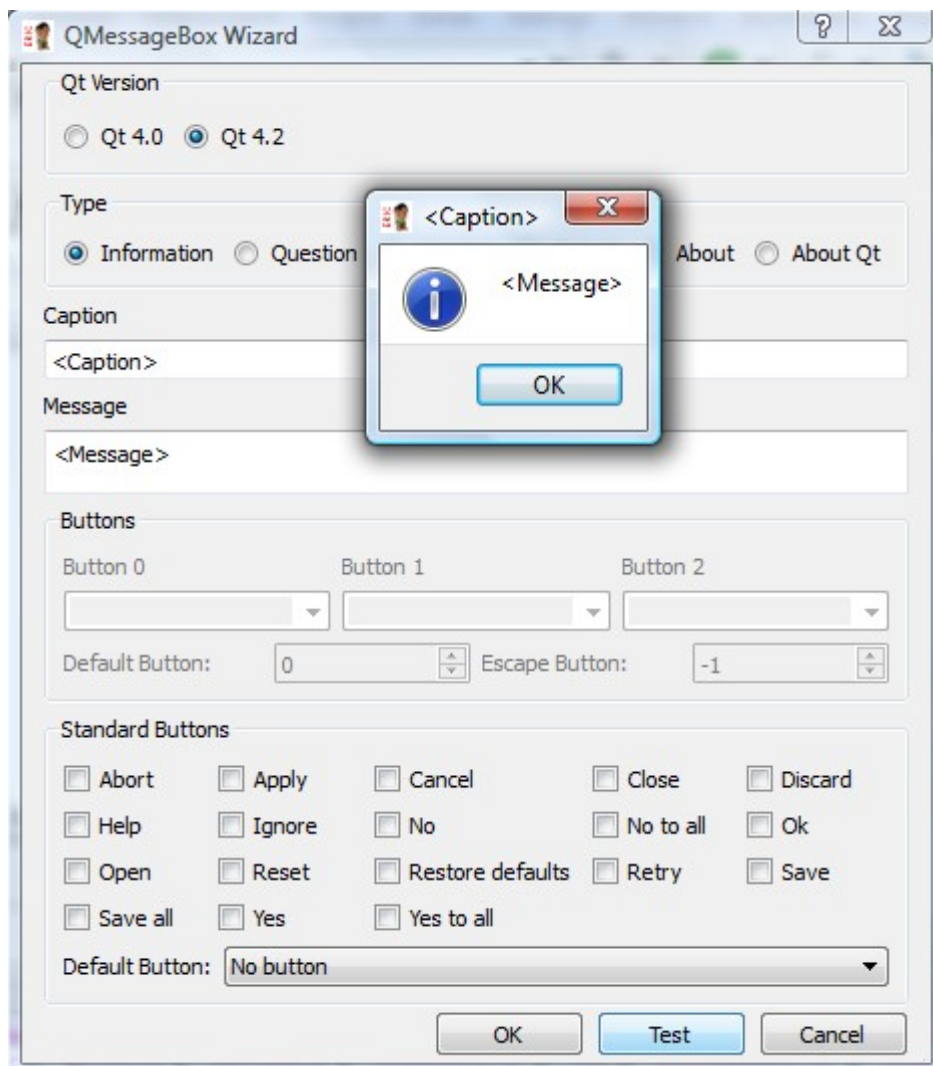 QMessageBox Wizard
Qt Version
Qt 4.0 Qt 4.2
Type
<Caption>
Information Question About About Qt
<Message>
Caption
<Caption>
OK
Message
<Message>
Buttons
Button 0 Button 1 Button 2
Default Button: 0 Escape Button: -1
Standard Buttons
Abort Apply Cancel Close Discard
Help Ignore No No to all Ok
Open Reset Restore defaults Retry Save
Save all Yes Yes to all
Default Button: No button
OK Test Cancel